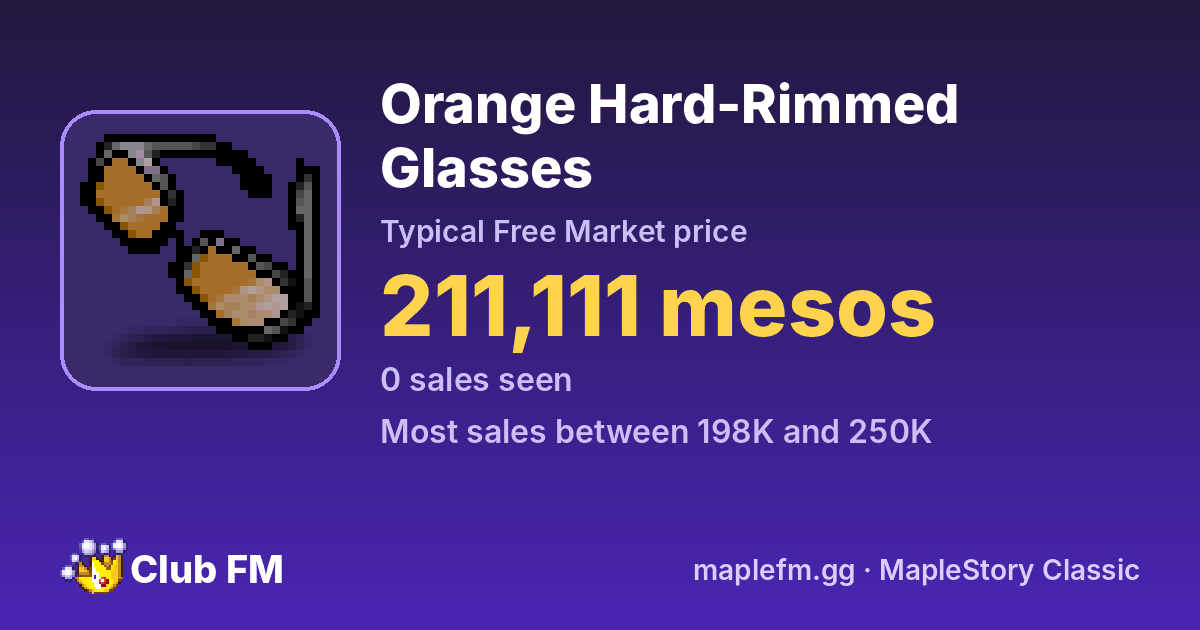 Orange Hard-Rimmed
Glasses
Typical Free Market price
211,111 mesos
0 sales seen
Most sales between 198K and 250K
Club FM
maplefm.gg · MapleStory Classic